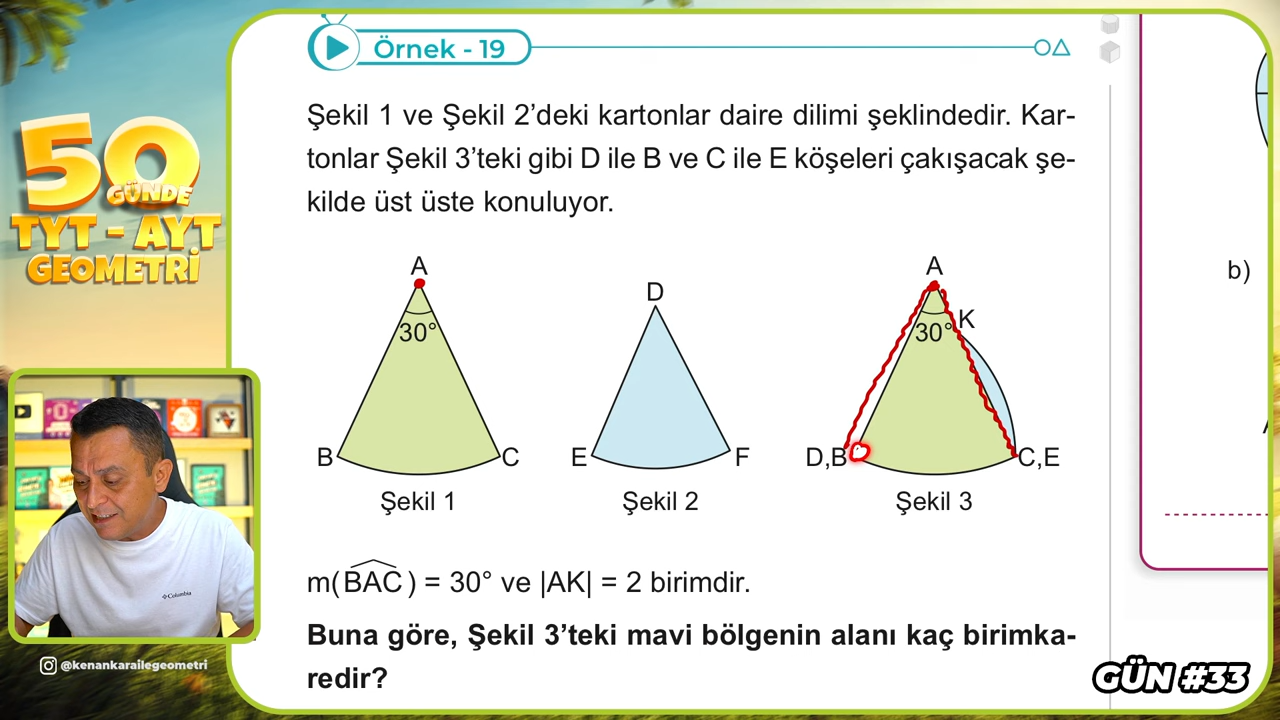 Örnek - 19
Şekil 1 ve Şekil 2’deki kartonlar daire dilimi şeklindedir. Kar-
tonlar Şekil 3’teki gibi D ile B ve C ile E köşeleri çakışacak şe-
kilde üst üste konuluyor.
50
GÜNDE
TYT - AYT
GEOMETRİ
A
30°
B
C
Şekil 1
D
E
F
Şekil 2
A
30°
K
D,B
C,E
Şekil 3
b)
m(BAC) = 30° ve |AK| = 2 birimdir.
Buna göre, Şekil 3’teki mavi bölgenin alanı kaç birimka-
redir?
Columbia
@kenankarailegeometri
GÜN #33